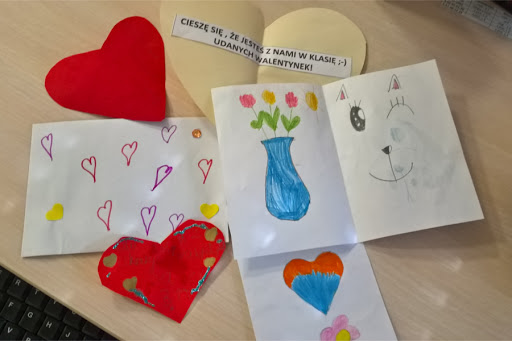 CIESZĘ SIĘ , ŻE JESTEŚ Z NAMI W KLASIE ;-)
UDANYCH WALENTYNEK!